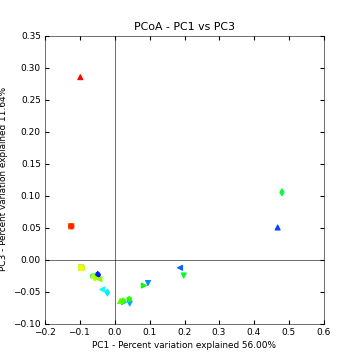 PCoA - PC1 vs PC3
0.35
0.30
0.25
0.20
0.15
0.10
0.05
0.00
−0.05
−0.10
PC3 - Percent variation explained 11.64%
−0.2 −0.1 0.0 0.1 0.2 0.3 0.4 0.5 0.6
PC1 - Percent variation explained 56.00%